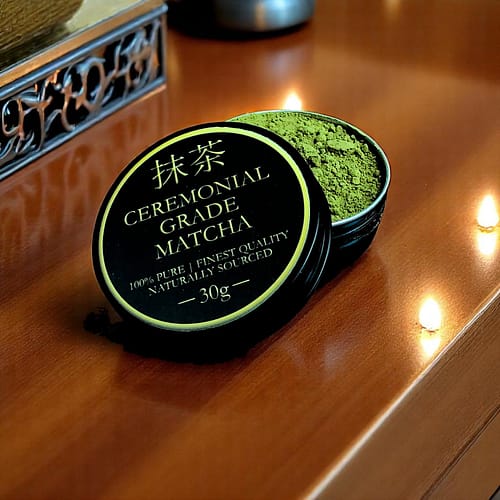 抹茶
CEREMONIAL
GRADE
MATCHA
100% PURE | FINEST QUALITY
NATURALLY SOURCED
— 30g —